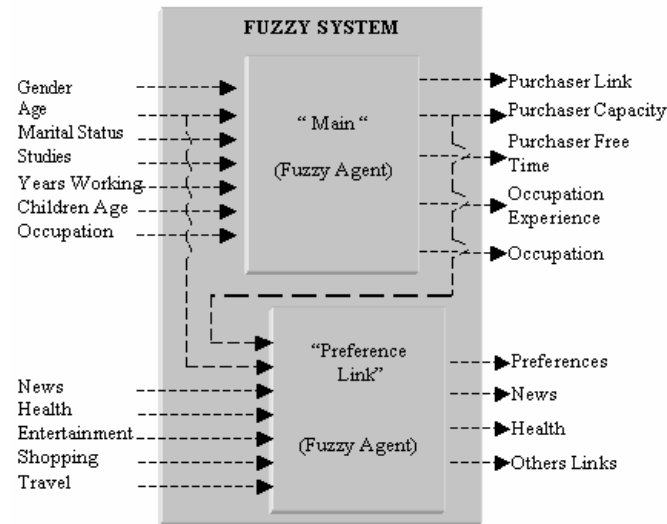 FUZZY SYSTEM
Gender
Age
Marital Status
Studies
Years Working
Children Age
Occupation
“ Main “
(Fuzzy Agent)
Purchaser Link
Purchaser Capacity
Purchaser Free
Time
Occupation
Experience
Occupation
News
Health
Entertainment
Shopping
Travel
“Preference
Link”
(Fuzzy Agent)
Preferences
News
Health
Others Links